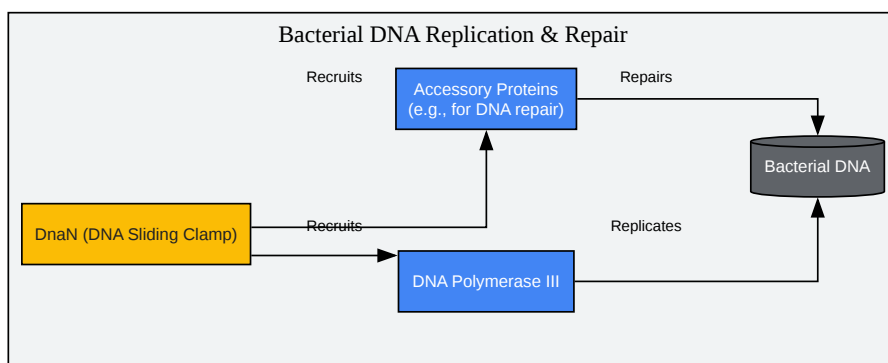 Bacterial DNA Replication & Repair
Recruits
Accessory Proteins
(e.g., for DNA repair)
Repairs
Bacterial DNA
DnaN (DNA Sliding Clamp)
Recruits
Replicates
DNA Polymerase III